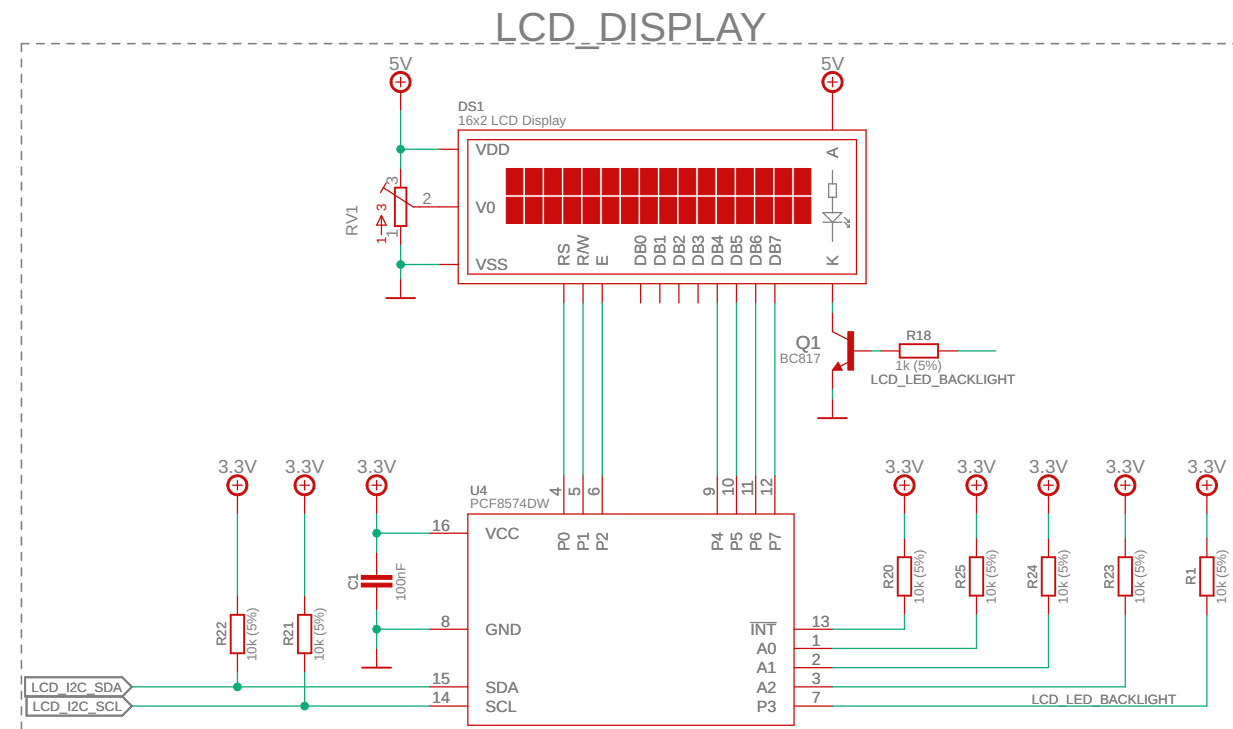 LCD_DISPLAY
5V
5V
DS1
16x2 LCD Display
VDD
A
3
RV1
1 3
2
V0
1
RS
R/W
E
DB0
DB1
DB2
DB3
DB4
DB5
DB6
DB7
K
VSS
Q1
BC817
R18
1k (5%)
LCD_LED_BACKLIGHT
3.3V
3.3V
3.3V
3.3V
3.3V
3.3V
3.3V
3.3V
U4
PCF8574DW
4
5
6
9
10
11
12
16
VCC
P0
P1
P2
P4
P5
P6
P7
C1
100nF
R20
10k (5%)
R25
10k (5%)
R24
10k (5%)
R23
10k (5%)
R1
10k (5%)
R22
10k (5%)
R21
10k (5%)
8
GND
INT
13
A0
1
A1
2
LCD_I2C_SDA
15
SDA
A2
3
LCD_I2C_SCL
14
SCL
P3
7
LCD_LED_BACKLIGHT